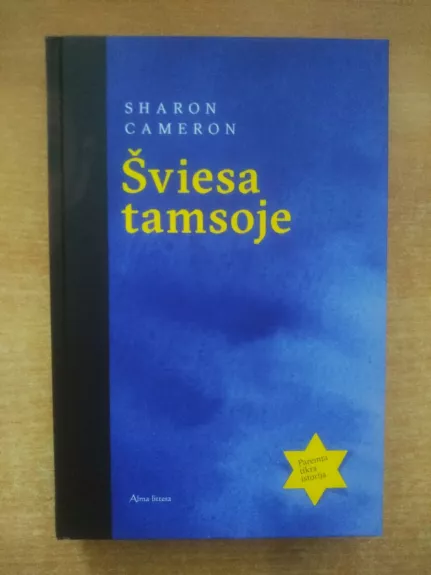 SHARON
CAMERON
Šviesa
tamsoje
Paremta
tikra
istorija
Alma littera